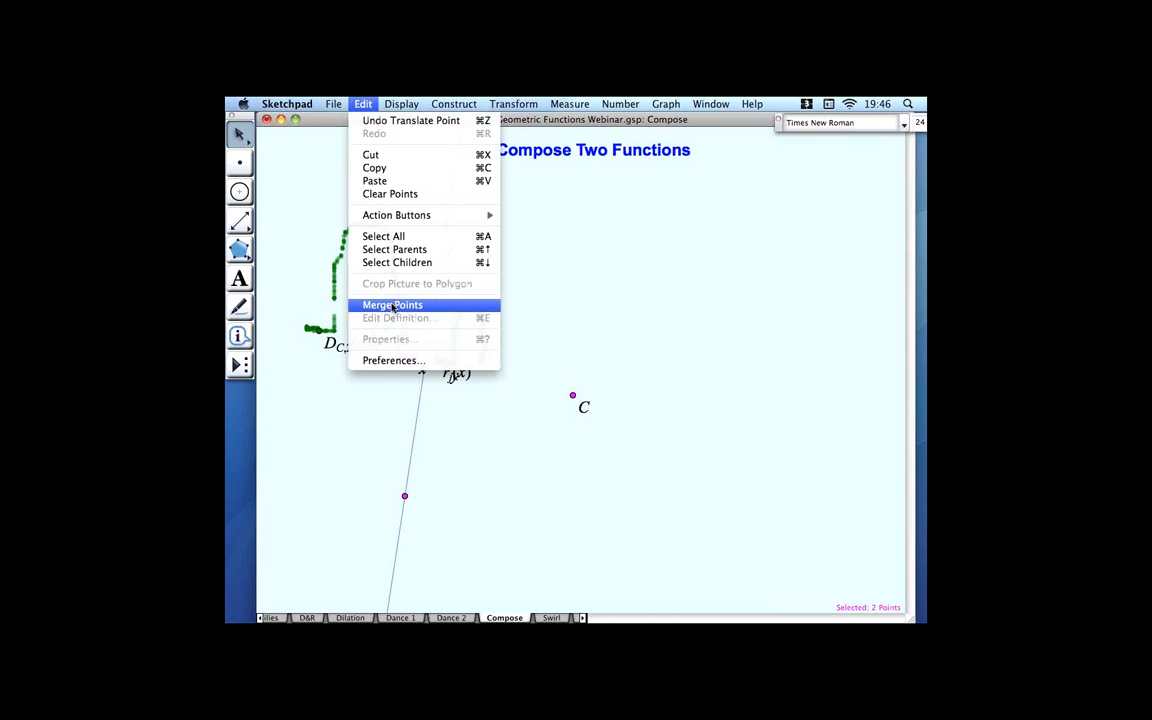 Sketchpad File Edit Display Construct Transform Measure Number Graph Window Help 19:46
Geometric Functions Webinar.gsp: Compose
Times New Roman 24
Undo Translate Point ⌘Z
Redo ⌘R
Compose Two Functions
Cut ⌘X
Copy ⌘C
Paste ⌘V
Clear Points
Action Buttons
Select All ⌘A
Select Parents ⌘↑
Select Children ⌘↓
Crop Picture to Polygon
Merge Points
Edit Definition... ⌘E
Properties... ⌘?
Preferences...
C
Selected: 2 Points
D&R Dilation Dance 1 Dance 2 Compose Swirl